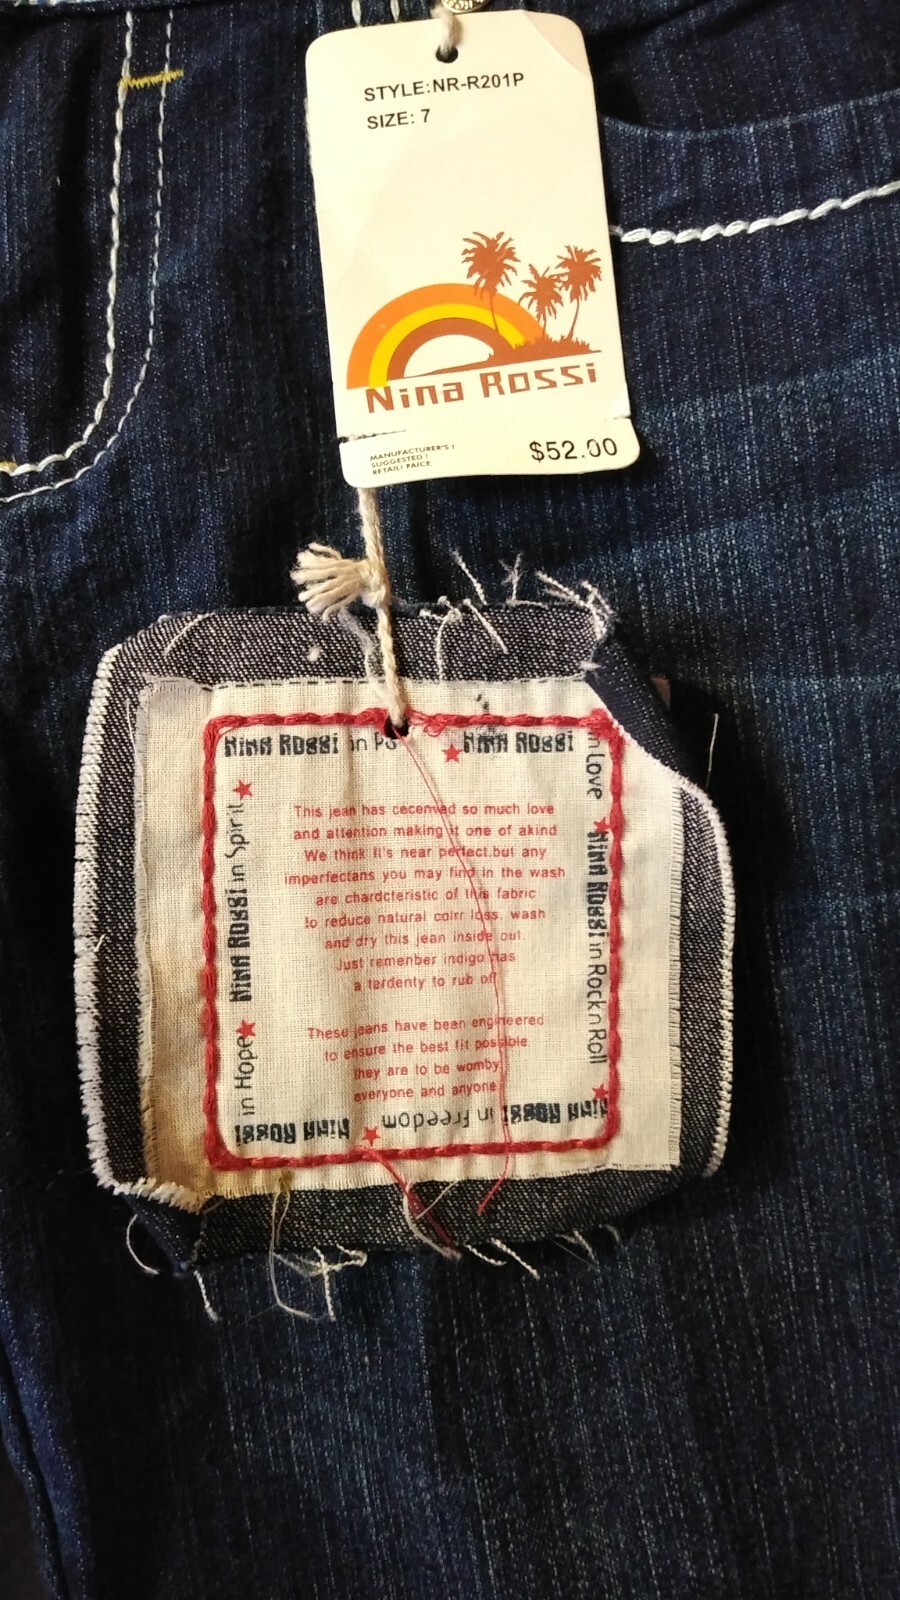 STYLE:NR-R201P
SIZE: 7
Nina Rossi
MANUFACTURER'S
SUGGESTED
RETAIL! PAICE
$52.00
Nina Rossi in
Nina Rossi
in Love
Nina Rossi in Rock n Roll
Nina Rossi in Freedom
Nina Rossi
in Hope
Nina Rossi in Spirit
This jean has cecenved so much love
and attention making it one of akind
We think it's near perfect.but any
imperfectans you may find in the wash
are chardcteristic of this fabric
to reduce natural colrr loss, wash
and dry this jean inside out.
Just remenber indigo has
a terdenty to rub off
These jeans have been engineered
to ensure the best fit possible
they are to be womby
everyone and anyone